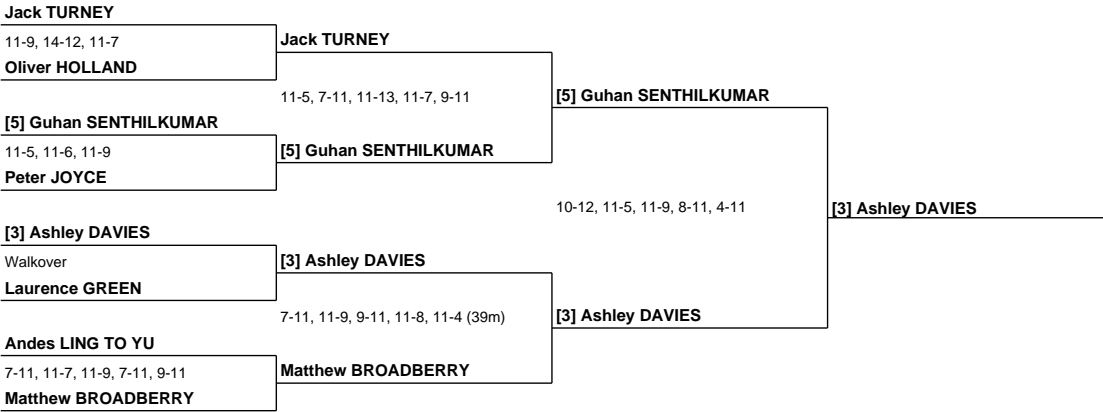 Jack TURNEY
11-9, 14-12, 11-7
Oliver HOLLAND
Jack TURNEY
11-5, 7-11, 11-13, 11-7, 9-11
[5] Guhan SENTHILKUMAR
[5] Guhan SENTHILKUMAR
11-5, 11-6, 11-9
Peter JOYCE
[5] Guhan SENTHILKUMAR
10-12, 11-5, 11-9, 8-11, 4-11
[3] Ashley DAVIES
[3] Ashley DAVIES
Walkover
Laurence GREEN
[3] Ashley DAVIES
7-11, 11-9, 9-11, 11-8, 11-4 (39m)
[3] Ashley DAVIES
Andes LING TO YU
7-11, 11-7, 11-9, 7-11, 9-11
Matthew BROADBERRY
Matthew BROADBERRY